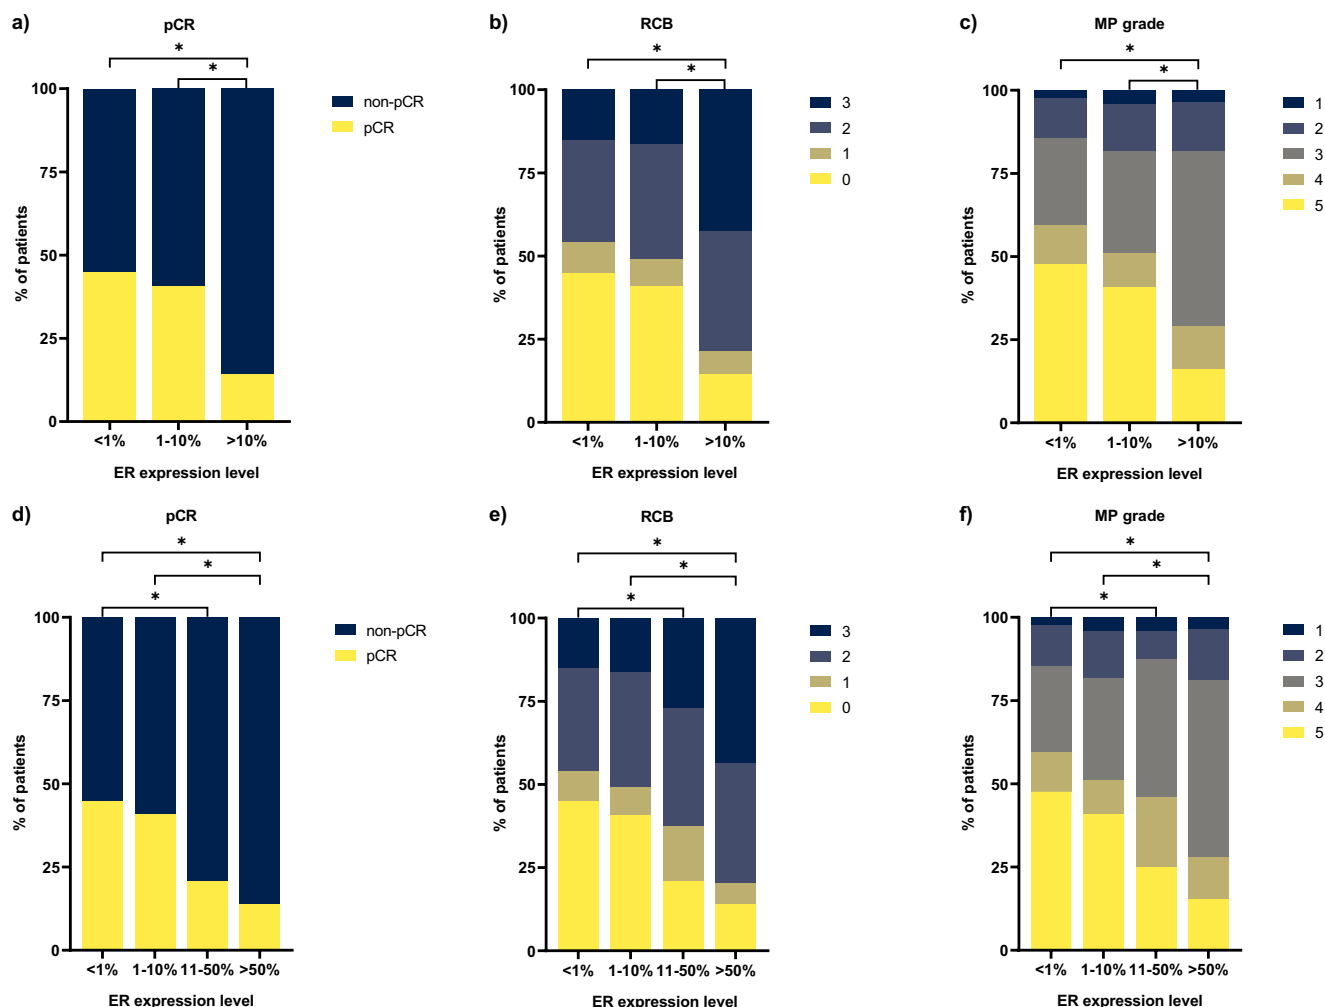 a)
pCR
*
*
100
75
50
25
0
% of patients
<1% 1-10% >10%
ER expression level
non-pCR
pCR
b)
RCB
*
*
100
75
50
25
0
% of patients
<1% 1-10% >10%
ER expression level
3
2
1
0
c)
MP grade
*
*
100
75
50
25
0
% of patients
<1% 1-10% >10%
ER expression level
1
2
3
4
5
d)
pCR
*
*
*
100
75
50
25
0
% of patients
<1% 1-10% 11-50% >50%
ER expression level
non-pCR
pCR
e)
RCB
*
*
*
100
75
50
25
0
% of patients
<1% 1-10% 11-50% >50%
ER expression level
3
2
1
0
f)
MP grade
*
*
*
100
75
50
25
0
% of patients
<1% 1-10% 11-50% >50%
ER expression level
1
2
3
4
5